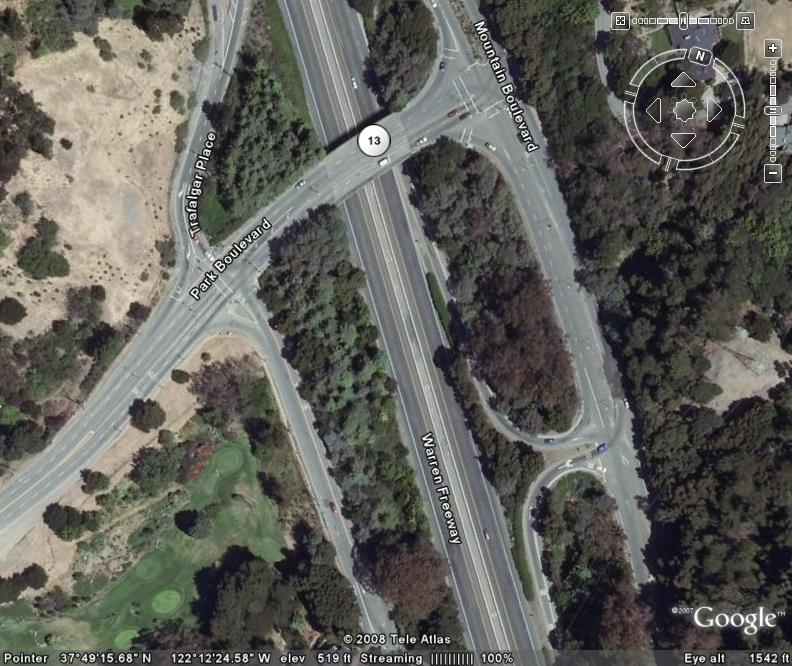 Mountain Boulevard
N
13
Trafalgar Place
Park Boulevard
Warren Freeway
©2007 Google™
© 2008 Tele Atlas
Pointer 37°49'15.68" N 122°12'24.58" W elev 519 ft Streaming |||||||||| 100% Eye alt 1542 ft